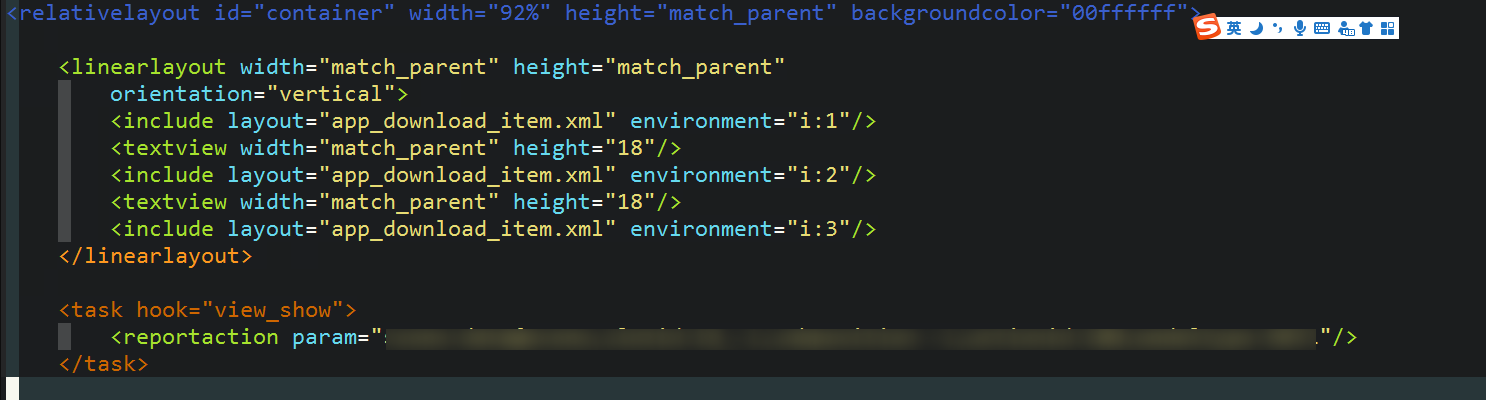 <relativelayout id="container" width="92%" height="match_parent" backgroundcolor="00ffffff">
英
<linearlayout width="match_parent" height="match_parent"
orientation="vertical">
<include layout="app_download_item.xml" environment="i:1"/>
<textview width="match_parent" height="18"/>
<include layout="app_download_item.xml" environment="i:2"/>
<textview width="match_parent" height="18"/>
<include layout="app_download_item.xml" environment="i:3"/>
</linearlayout>
<task hook="view_show">
<reportaction param=" "/>
</task>